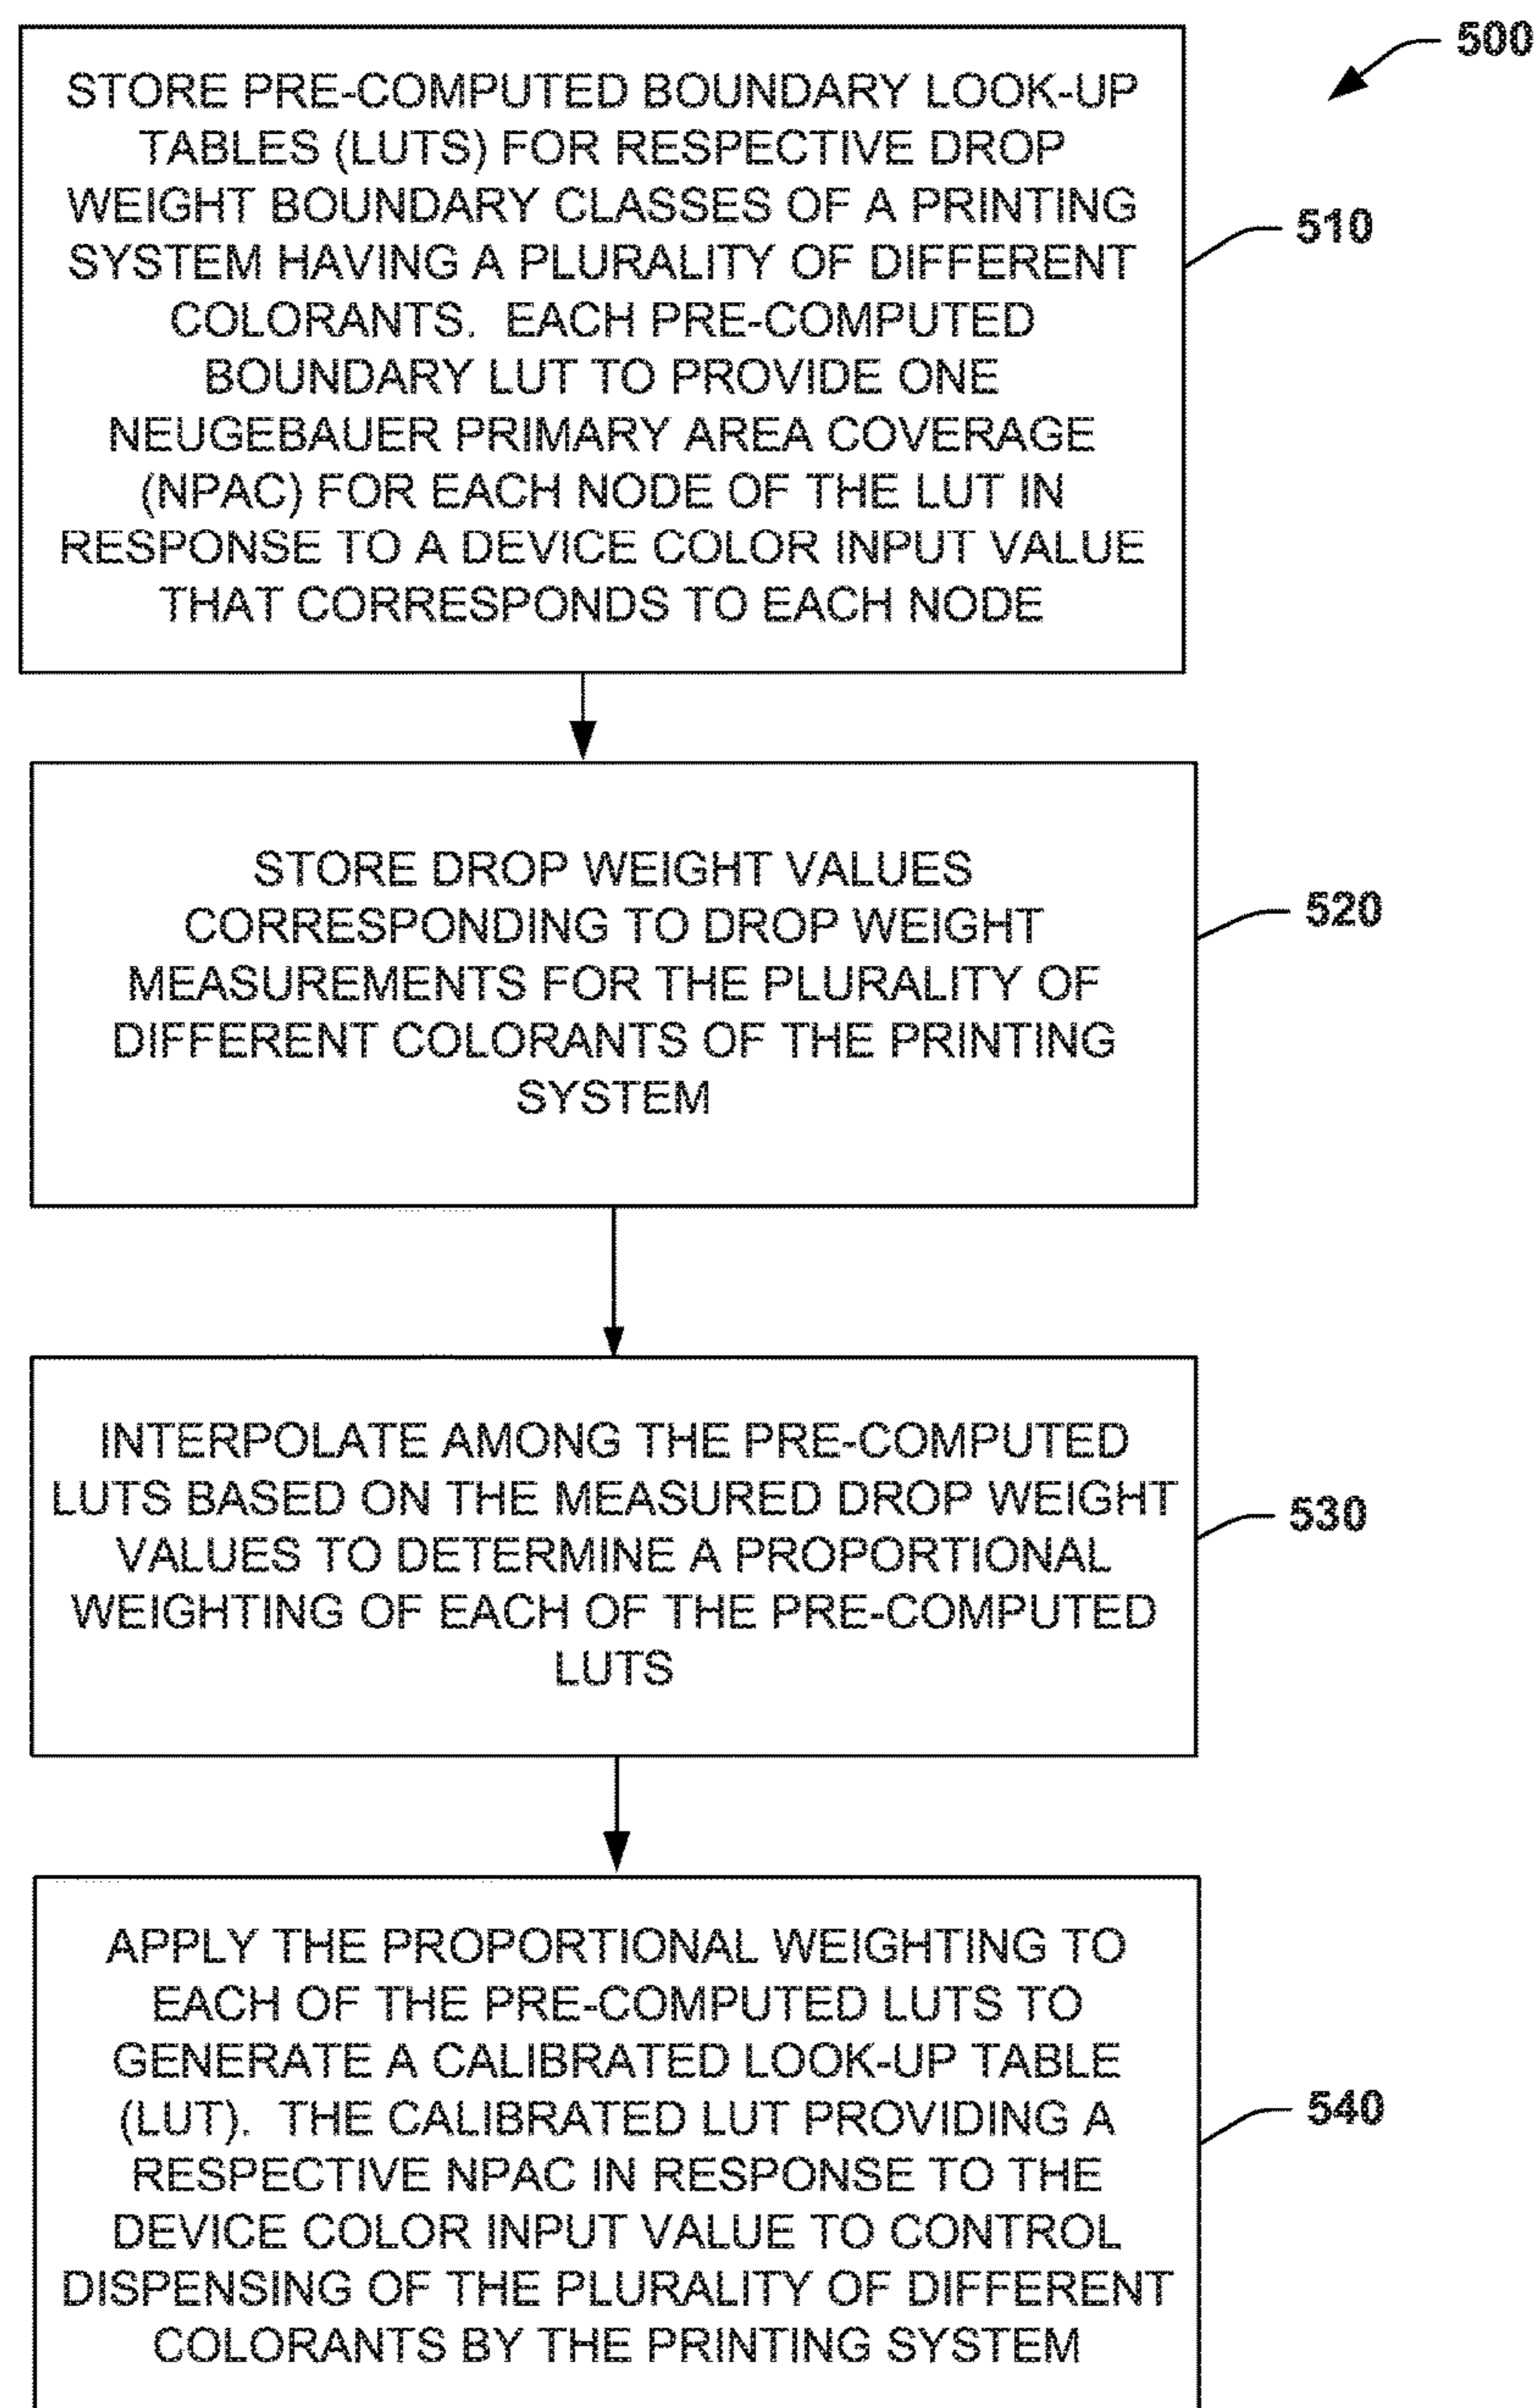 500
STORE PRE-COMPUTED BOUNDARY LOOK-UP
TABLES (LUTS) FOR RESPECTIVE DROP
WEIGHT BOUNDARY CLASSES OF A PRINTING
SYSTEM HAVING A PLURALITY OF DIFFERENT
COLORANTS. EACH PRE-COMPUTED
BOUNDARY LUT TO PROVIDE ONE
NEUGEBAUER PRIMARY AREA COVERAGE
(NPAC) FOR EACH NODE OF THE LUT IN
RESPONSE TO A DEVICE COLOR INPUT VALUE
THAT CORRESPONDS TO EACH NODE
510
STORE DROP WEIGHT VALUES
CORRESPONDING TO DROP WEIGHT
MEASUREMENTS FOR THE PLURALITY OF
DIFFERENT COLORANTS OF THE PRINTING
SYSTEM
520
INTERPOLATE AMONG THE PRE-COMPUTED
LUTS BASED ON THE MEASURED DROP WEIGHT
VALUES TO DETERMINE A PROPORTIONAL
WEIGHTING OF EACH OF THE PRE-COMPUTED
LUTS
530
APPLY THE PROPORTIONAL WEIGHTING TO
EACH OF THE PRE-COMPUTED LUTS TO
GENERATE A CALIBRATED LOOK-UP TABLE
(LUT). THE CALIBRATED LUT PROVIDING A
RESPECTIVE NPAC IN RESPONSE TO THE
DEVICE COLOR INPUT VALUE TO CONTROL
DISPENSING OF THE PLURALITY OF DIFFERENT
COLORANTS BY THE PRINTING SYSTEM
540